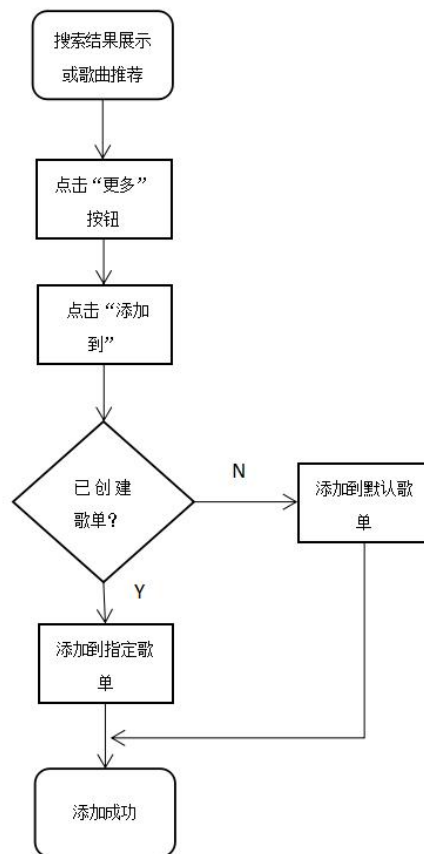 搜索结果展示
或歌曲推荐
点击“更多”
按钮
点击“添加
到”
已创建
歌单？
N
添加到默认歌
单
Y
添加到指定歌
单
添加成功